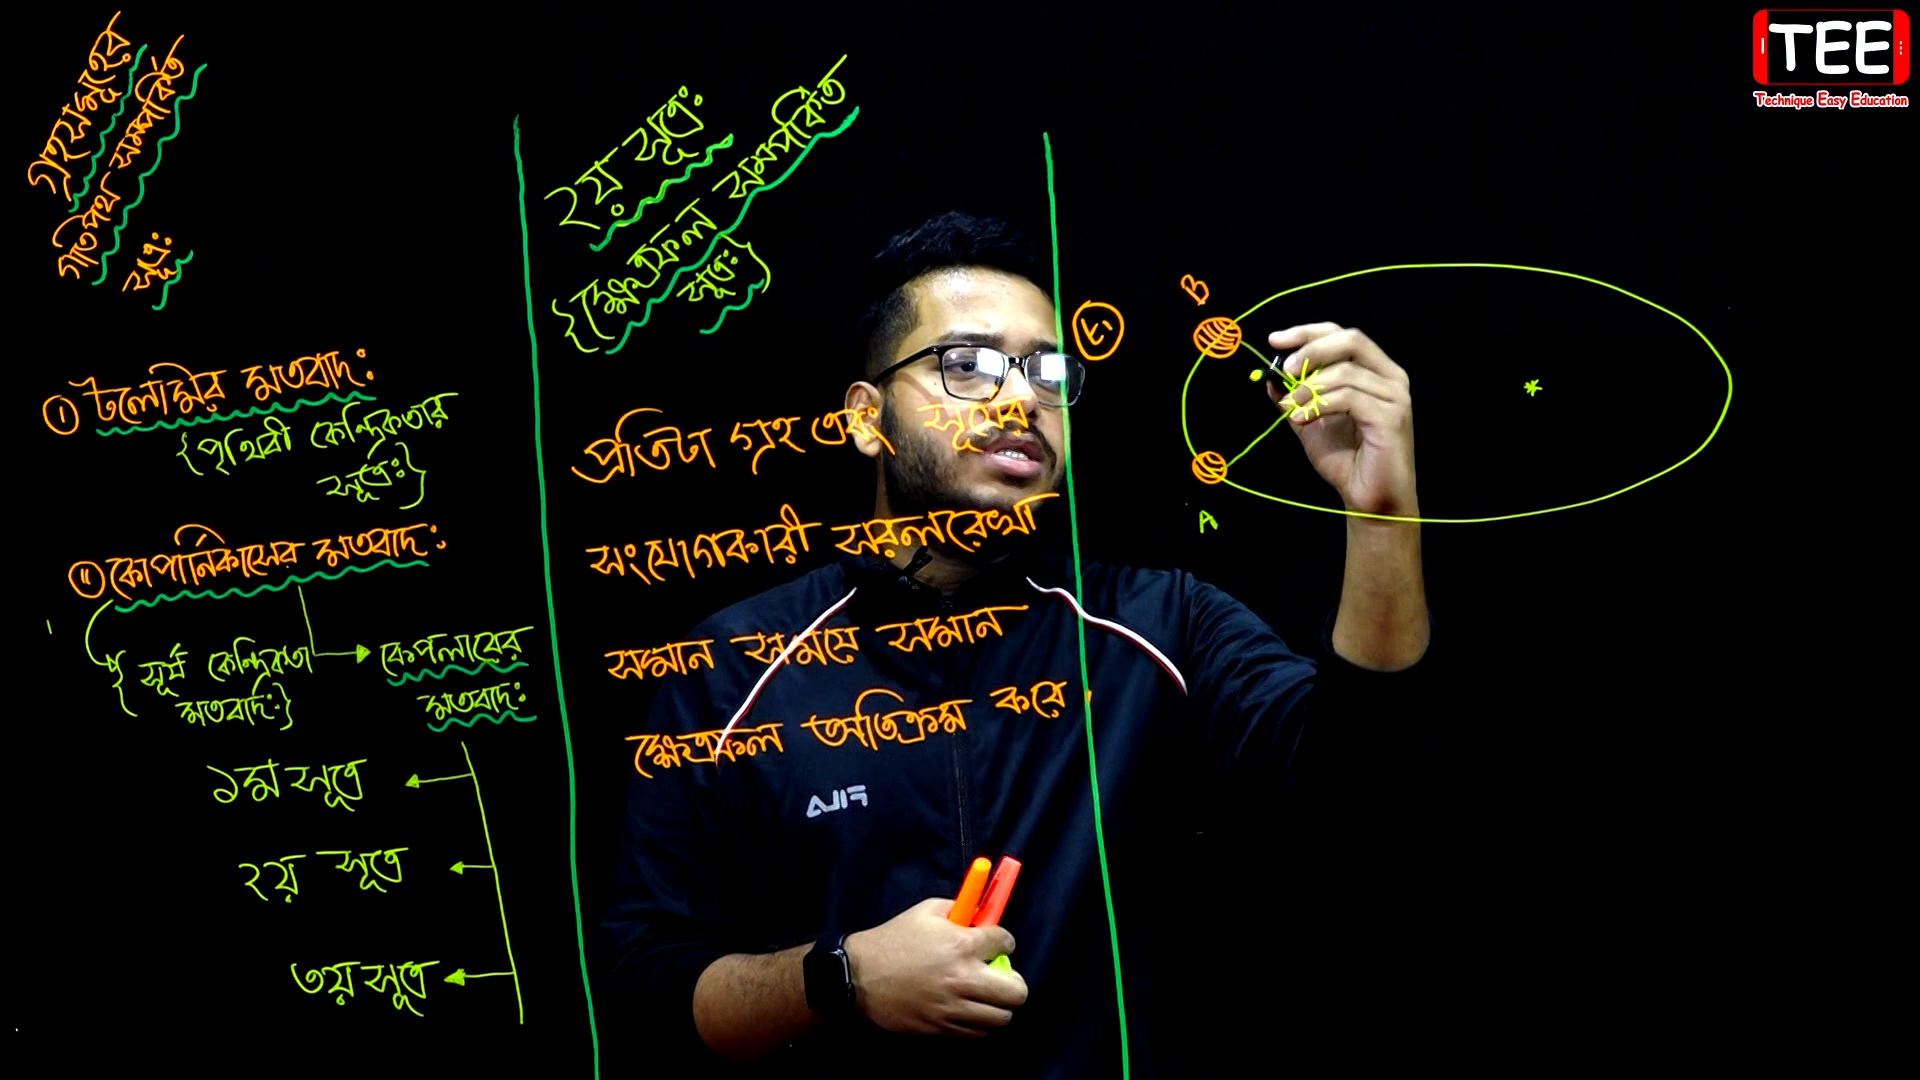 গ্রহসমূহের
গতিপথ সম্পর্কিত
সূত্র:
① টলেমির মতবাদ:
{পৃথিবী কেন্দ্রিকতার
সূত্র:}
② কোপার্নিকাসের মতবাদ:
{সূর্য কেন্দ্রিকতা
মতবাদ:}
কেপলারের
মতবাদ:
১ম সূত্র
২য় সূত্র
৩য় সূত্র
২য় সূত্র:
{ক্ষেত্রফল সম্পর্কিত
সূত্র:}
প্রতিটা গ্রহ এবং সূর্যের
সংযোগকারী সরলরেখা
সমান সময়ে সমান
ক্ষেত্রফল অতিক্রম করে।
B
A
TEE
Technique Easy Education
FILA